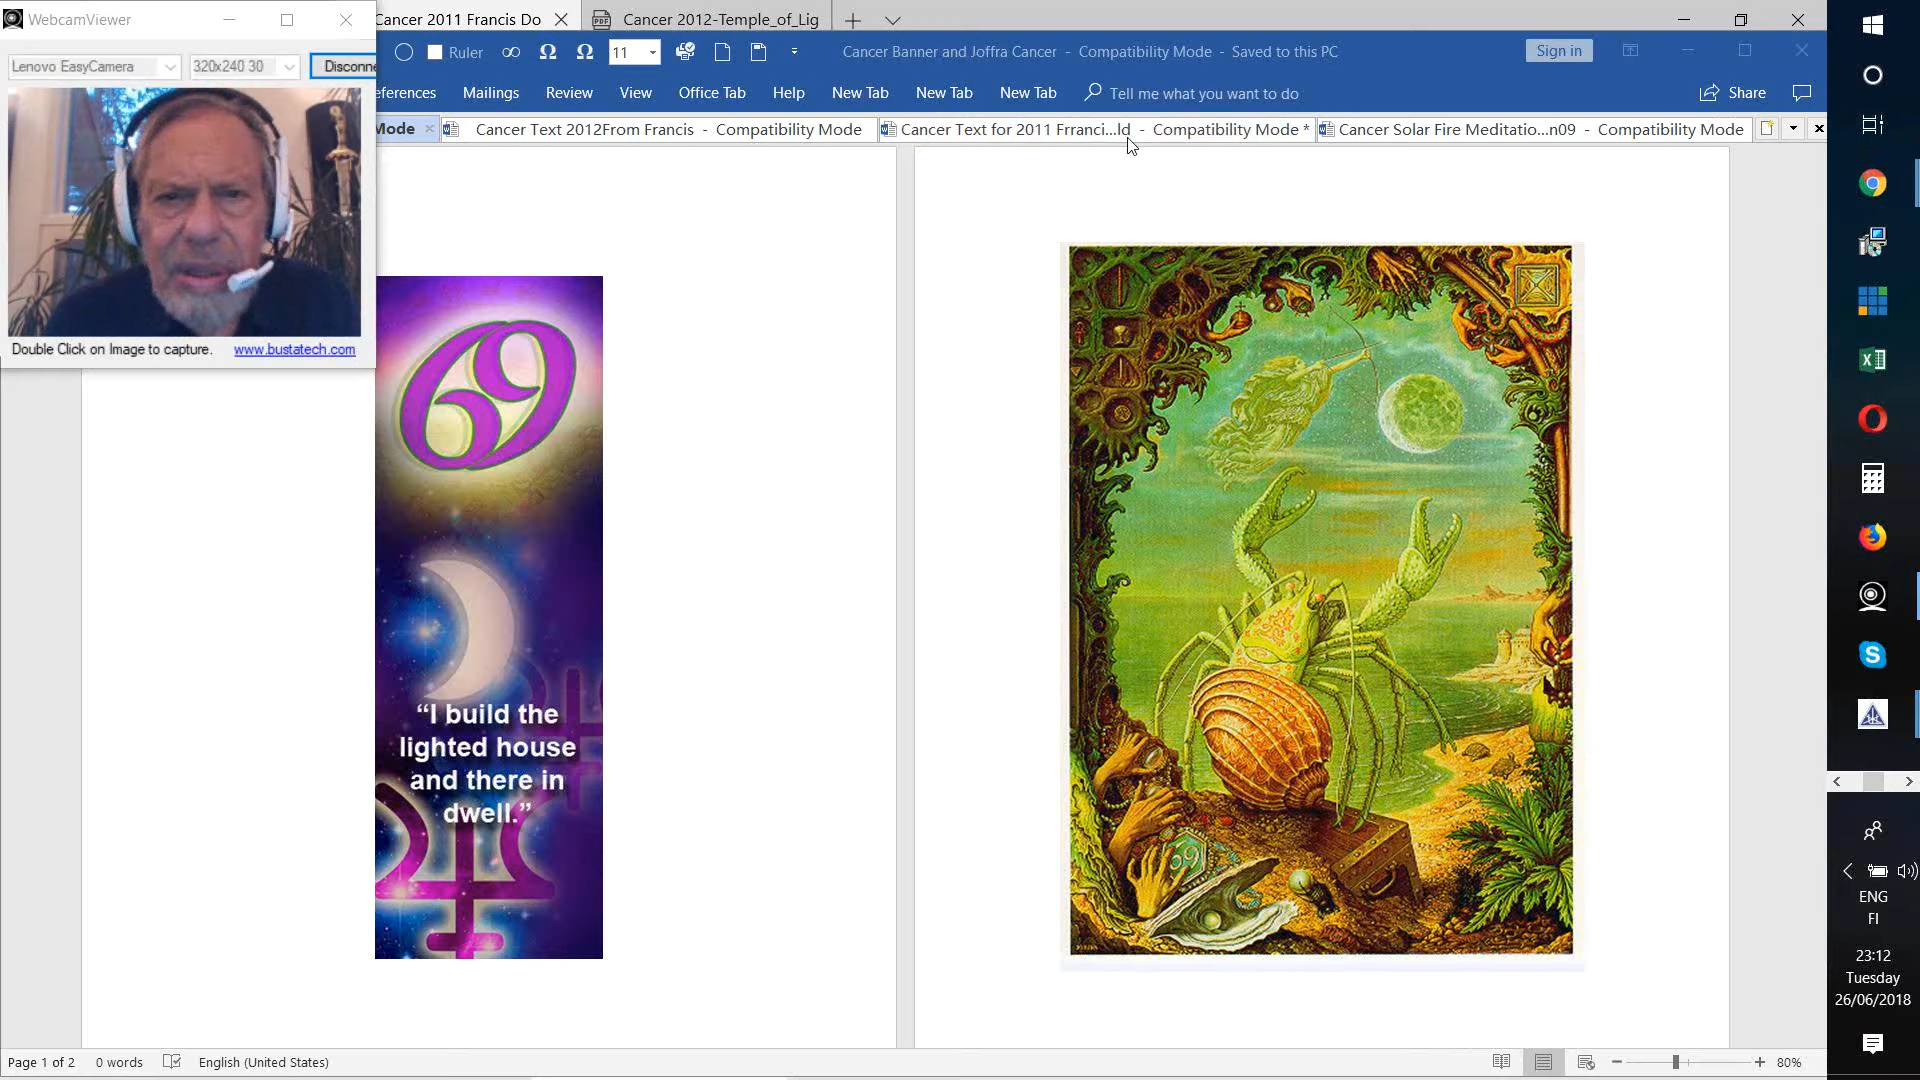 WebcamViewer
Cancer 2011 Francis Do
Cancer 2012-Temple_of_Lig
Lenovo EasyCamera
320x240 30
Disconne
Ruler
11
Cancer Banner and Joffra Cancer - Compatibility Mode - Saved to this PC
Sign in
eferences
Mailings
Review
View
Office Tab
Help
New Tab
New Tab
New Tab
Tell me what you want to do
Share
Mode
Cancer Text 2012From Francis - Compatibility Mode
Cancer Text for 2011 Frranci...ld - Compatibility Mode *
Cancer Solar Fire Meditatio...n09 - Compatibility Mode
Double Click on Image to capture.
www.bustatech.com
“I build the
lighted house
and there in
dwell.”
ENG
FI
23:12
Tuesday
26/06/2018
Page 1 of 2
0 words
English (United States)
80%